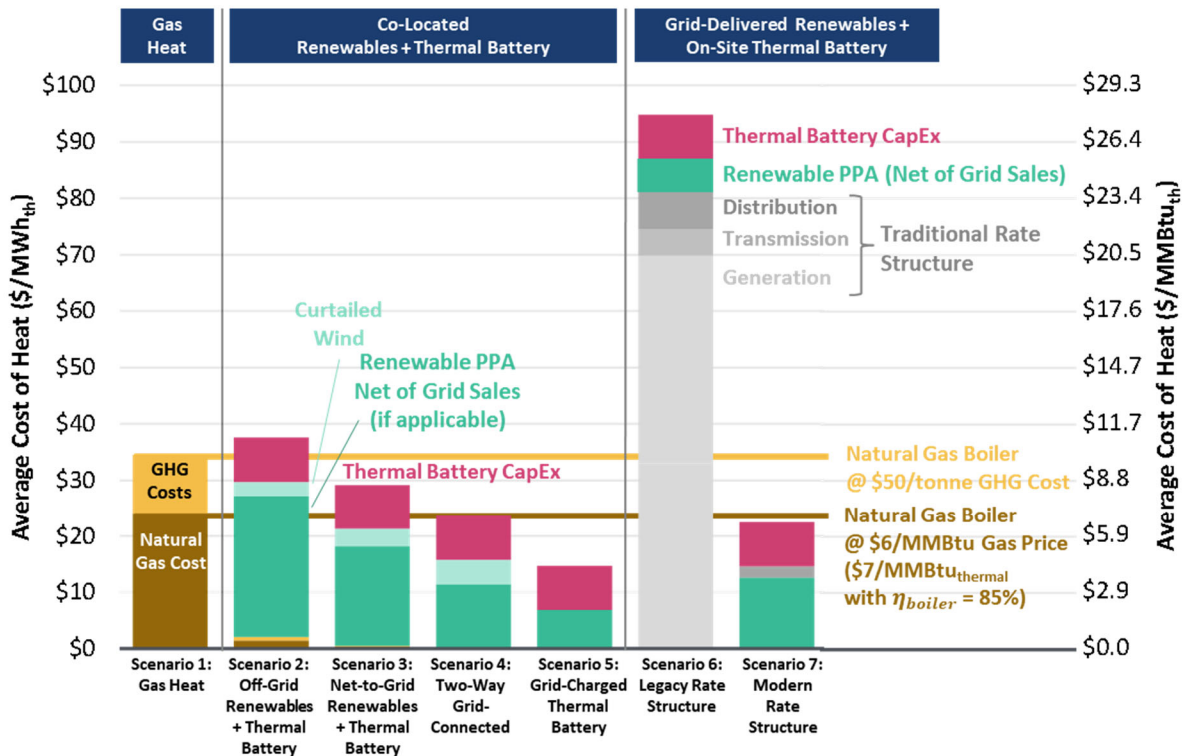 Gas
Heat
Co-Located
Renewables + Thermal Battery
Grid-Delivered Renewables +
On-Site Thermal Battery
Average Cost of Heat ($/MWhth)
$100
$90
$80
$70
$60
$50
$40
$30
$20
$10
$0
$29.3
$26.4
$23.4
$20.5
$17.6
$14.7
$11.7
$8.8
$5.9
$2.9
$0.0
Average Cost of Heat ($/MMBtuth)
Thermal Battery CapEx
Renewable PPA (Net of Grid Sales)
Distribution
Transmission
Generation
Traditional Rate
Structure
Curtailed
Wind
Renewable PPA
Net of Grid Sales
(if applicable)
Thermal Battery CapEx
GHG
Costs
Natural
Gas Cost
Natural Gas Boiler
@ $50/tonne GHG Cost
Natural Gas Boiler
@ $6/MMBtu Gas Price
($7/MMBtuthermal
with ηboiler = 85%)
Scenario 1:
Gas Heat
Scenario 2:
Off-Grid
Renewables
+ Thermal
Battery
Scenario 3:
Net-to-Grid
Renewables
+ Thermal
Battery
Scenario 4:
Two-Way
Grid-
Connected
Scenario 5:
Grid-Charged
Thermal
Battery
Scenario 6:
Legacy Rate
Structure
Scenario 7:
Modern
Rate
Structure